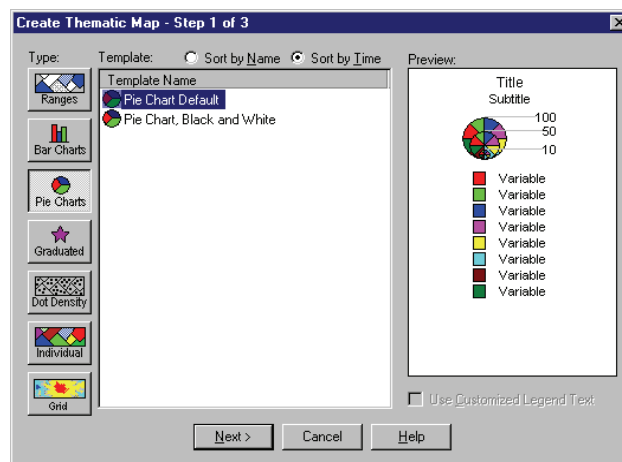 Create Thematic Map - Step 1 of 3
Type:
Template:
Sort by Name
Sort by Time
Preview:
Ranges
Bar Charts
Pie Charts
Graduated
Dot Density
Individual
Grid
Template Name
Pie Chart Default
Pie Chart, Black and White
Title
Subtitle
100
50
10
Variable
Variable
Variable
Variable
Variable
Variable
Variable
Variable
Use Customized Legend Text
Next >
Cancel
Help